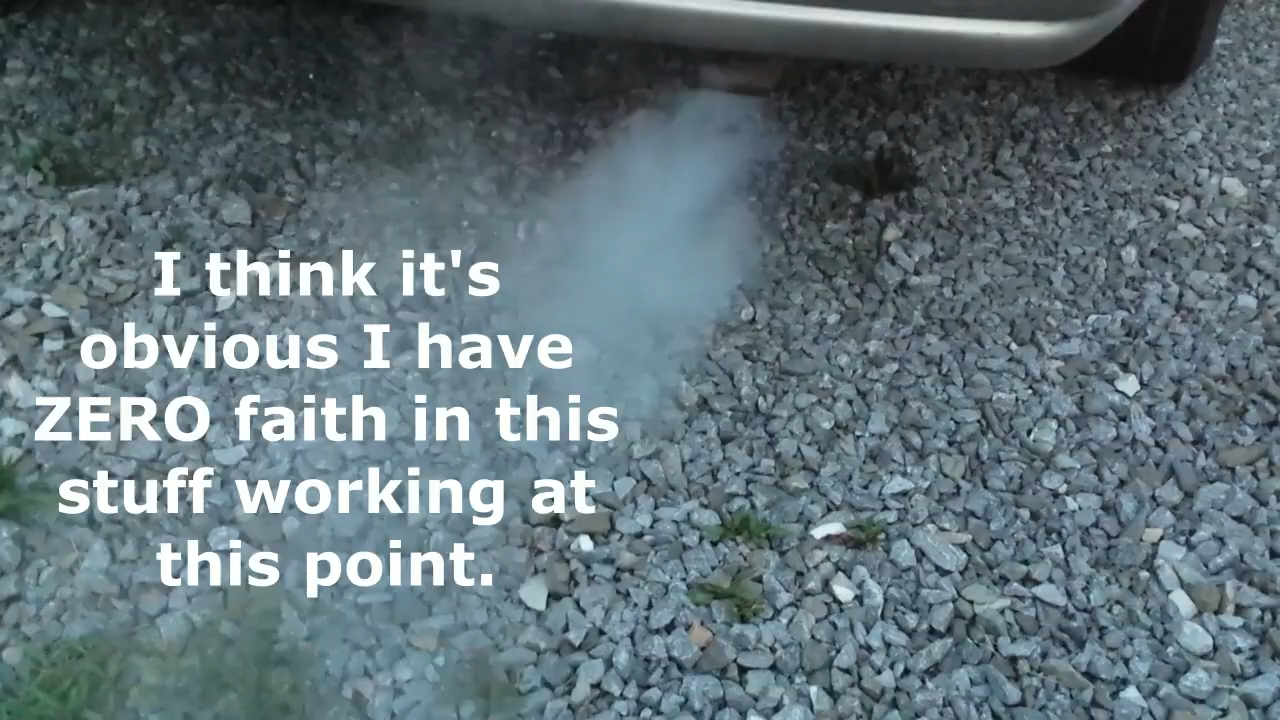 I think it's
obvious I have
ZERO faith in this
stuff working at
this point.